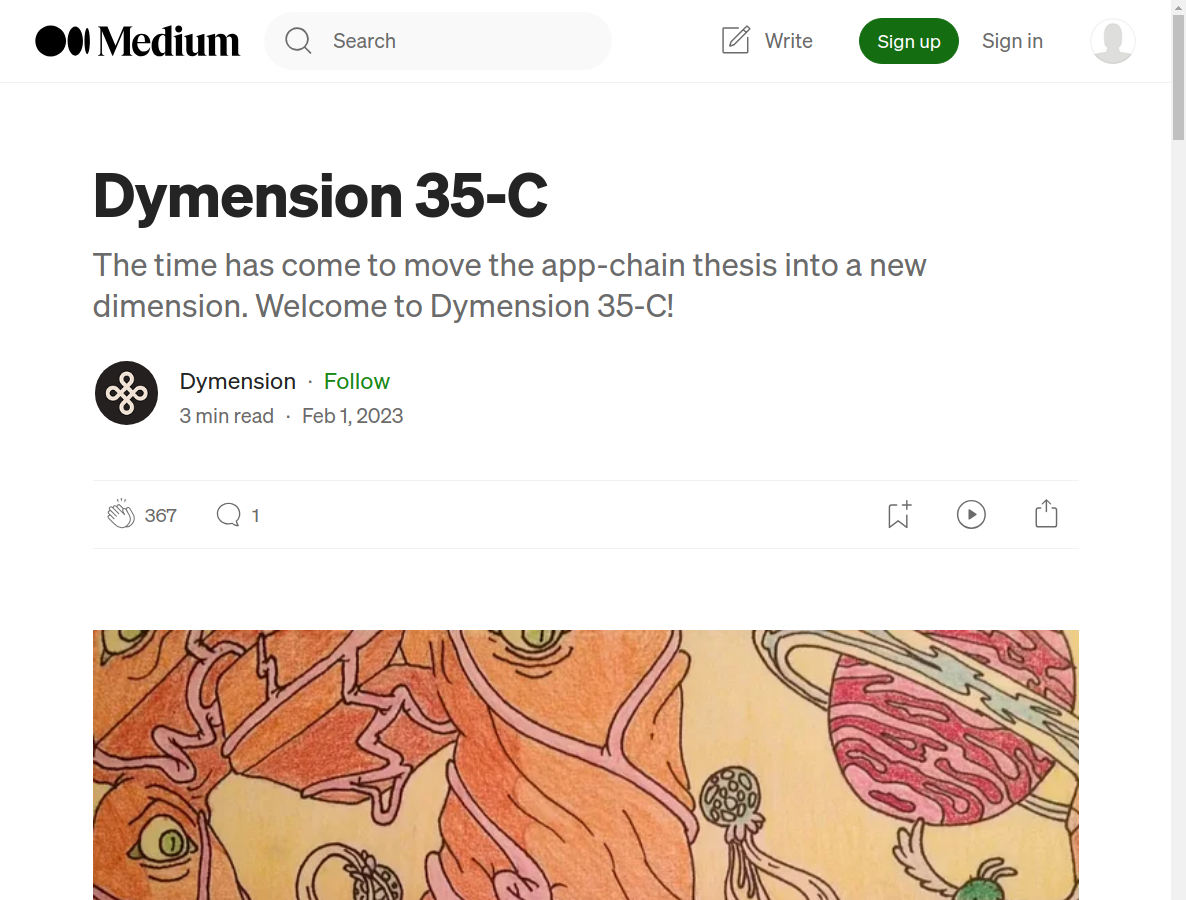 Medium
Search
Write
Sign up
Sign in
Dymension 35-C
The time has come to move the app-chain thesis into a new
dimension. Welcome to Dymension 35-C!
Dymension · Follow
3 min read · Feb 1, 2023
367
1